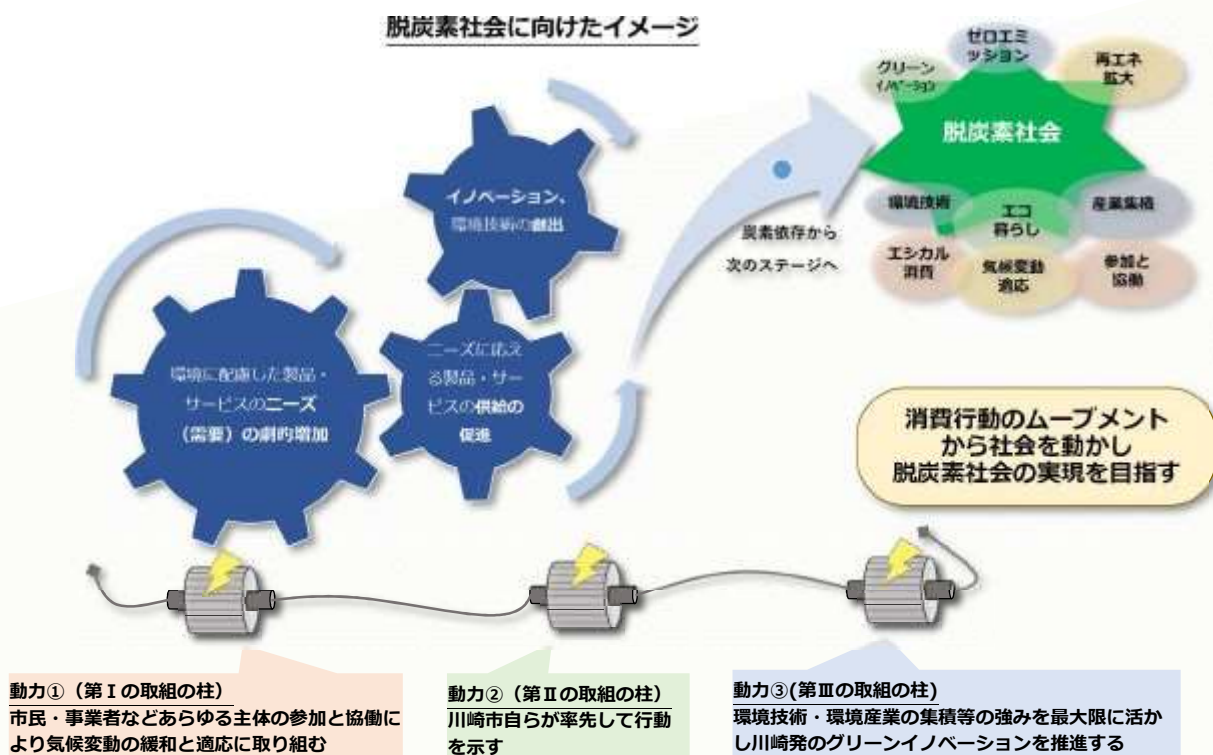 脱炭素社会に向けたイメージ
ゼロエミ
ッション
グリーン
イノベーション
再エネ
拡大
脱炭素社会
環境技術
エコ
暮らし
産業集積
エシカル
消費
気候変動
適応
参加と
協働
イノベーション、
環境技術の創出
炭素依存から
次のステージへ
環境に配慮した製品・
サービスのニーズ
(需要)の劇的増加
ニーズに応え
る製品・サー
ビスの供給の
促進
消費行動のムーブメント
から社会を動かし
脱炭素社会の実現を目指す
動力①（第Ⅰの取組の柱）
市民・事業者などあらゆる主体の参加と協働に
より気候変動の緩和と適応に取り組む
動力②（第Ⅱの取組の柱）
川崎市自らが率先して行動
を示す
動力③(第Ⅲの取組の柱)
環境技術・環境産業の集積等の強みを最大限に活か
し川崎発のグリーンイノベーションを推進する